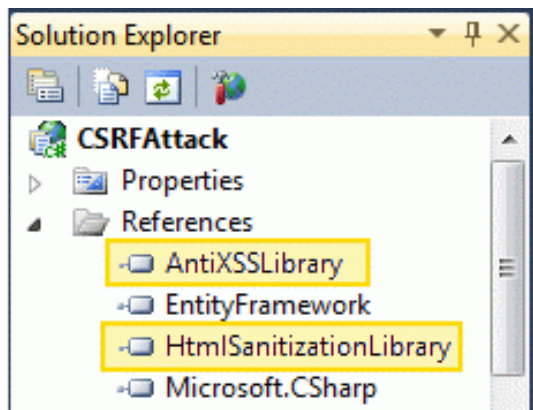 Solution Explorer
CSRFAttack
Properties
References
AntiXSSLibrary
EntityFramework
HtmlSanitizationLibrary
Microsoft.CSharp